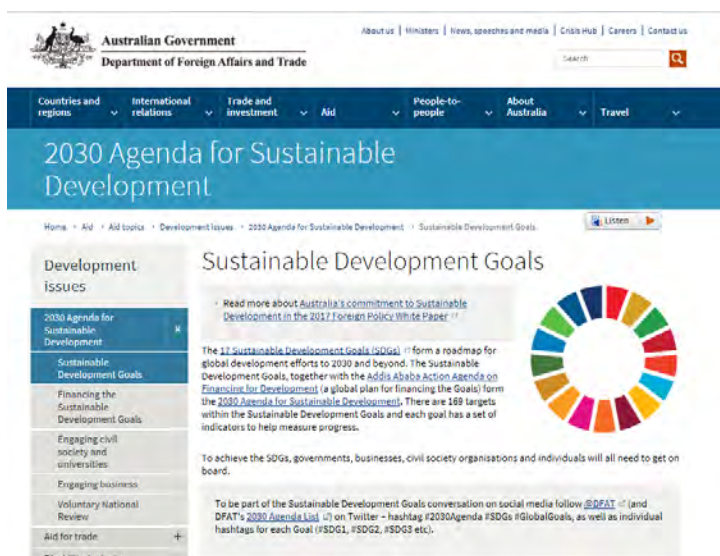 About us | Ministers | News, speeches and media | Crisis Hub | Careers | Contact us
Australian Government
Department of Foreign Affairs and Trade
Search
Countries and regions
International relations
Trade and investment
Aid
People-to-people
About Australia
Travel
2030 Agenda for Sustainable
Development
Home › Aid › Aid topics › Development issues › 2030 Agenda for Sustainable Development › Sustainable Development Goals
Listen
Development
issues
2030 Agenda for
Sustainable
Development
Sustainable
Development Goals
Financing the
Sustainable
Development Goals
Engaging civil
society and
universities
Engaging business
Voluntary National
Review
Aid for trade +
Sustainable Development Goals
Read more about Australia's commitment to Sustainable
Development in the 2017 Foreign Policy White Paper
The 17 Sustainable Development Goals (SDGs) form a roadmap for
global development efforts to 2030 and beyond. The Sustainable
Development Goals, together with the Addis Ababa Action Agenda on
Financing for Development (a global plan for financing the Goals) form
the 2030 Agenda for Sustainable Development. There are 169 targets
within the Sustainable Development Goals and each goal has a set of
indicators to help measure progress.
To achieve the SDGs, governments, businesses, civil society organisations and individuals will all need to get on
board.
To be part of the Sustainable Development Goals conversation on social media follow @DFAT (and
DFAT's 2030 Agenda List) on Twitter – hashtag #2030Agenda #SDGs #GlobalGoals, as well as individual
hashtags for each Goal (#SDG1, #SDG2, #SDG3 etc).